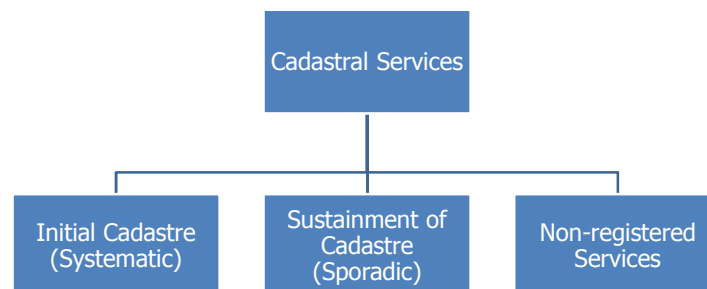 Cadastral Services
Initial Cadastre
(Systematic)
Sustainment of
Cadastre
(Sporadic)
Non-registered
Services